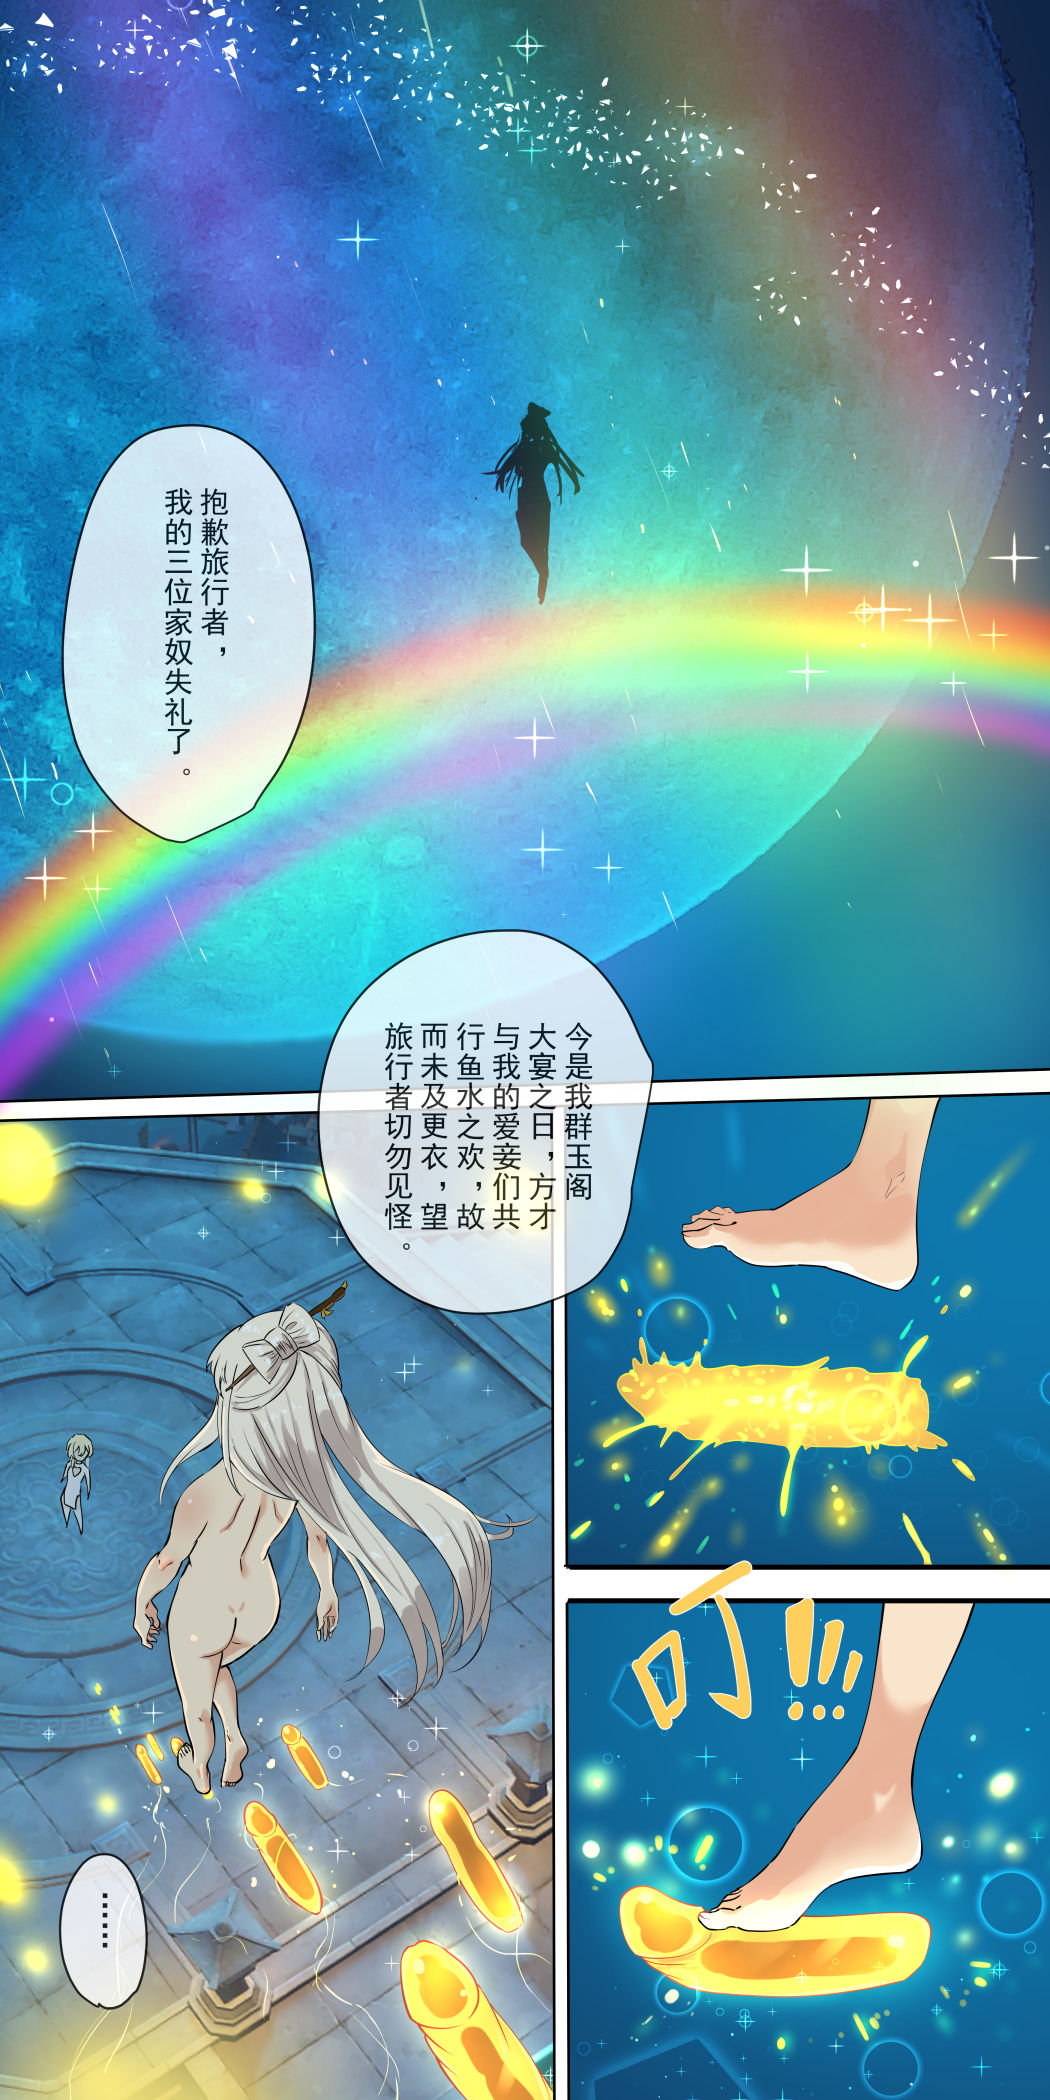 抱歉旅行者，
我的三位家奴失礼了。
今是我群玉阁
大宴之日，方才
与我的爱妾们共
行鱼水之欢，故
而未及更衣，望
旅行者切勿见怪。
叮!!!
……